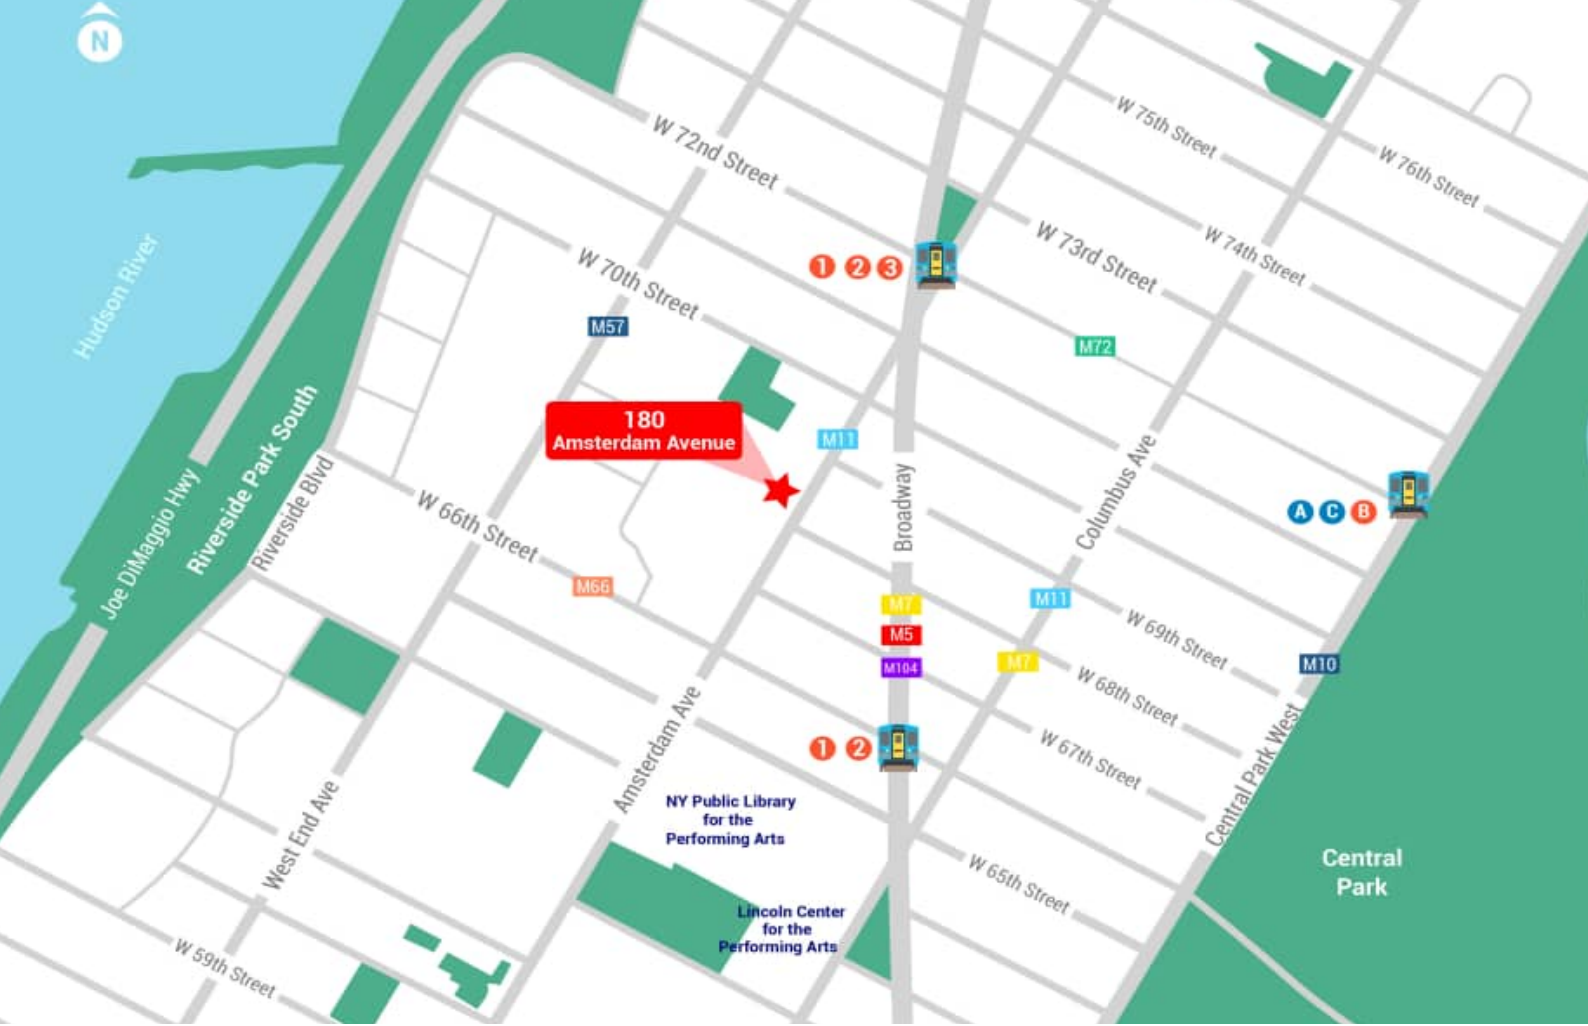 N
W 75th Street
W 76th Street
W 72nd Street
W 74th Street
W 73rd Street
1 2 3
Hudson River
W 70th Street
M57
M72
180
Amsterdam Avenue
M11
Riverside Park South
Joe DiMaggio Hwy
Riverside Blvd
W 66th Street
Broadway
Columbus Ave
A C B
M66
M7
M5
M104
M11
M7
W 69th Street
W 68th Street
W 67th Street
M10
Central Park West
Amsterdam Ave
1 2
West End Ave
NY Public Library
for the
Performing Arts
W 65th Street
Central
Park
Lincoln Center
for the
Performing Arts
W 59th Street